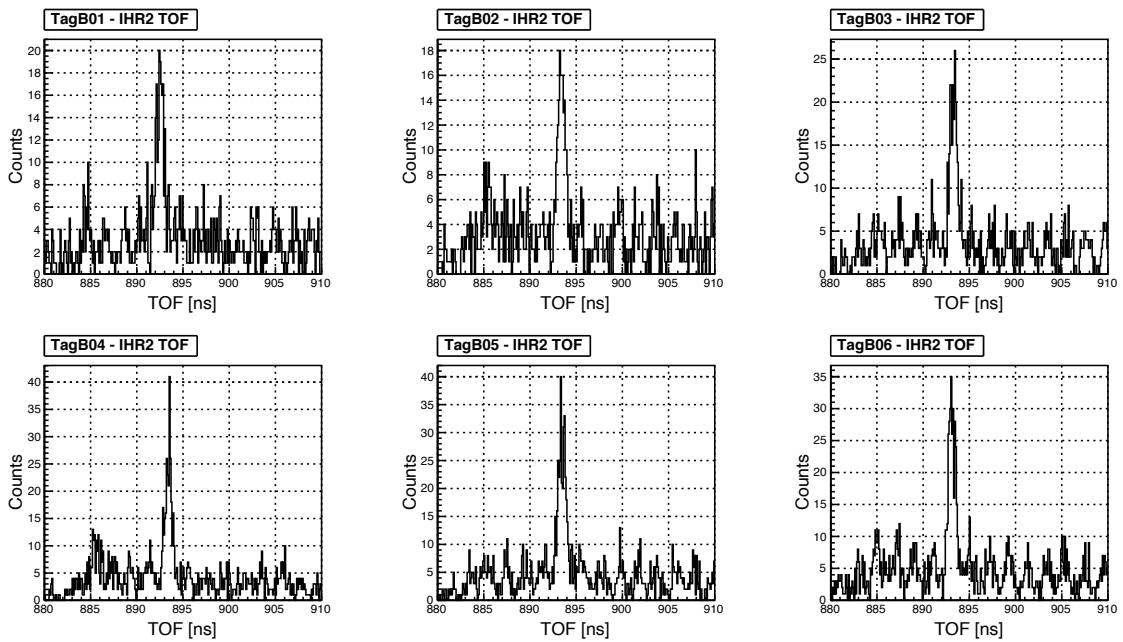 TagB01 - IHR2 TOF
Counts
20
18
16
14
12
10
8
6
4
2
0
880 885 890 895 900 905 910
TOF [ns]
TagB02 - IHR2 TOF
Counts
18
16
14
12
10
8
6
4
2
0
880 885 890 895 900 905 910
TOF [ns]
TagB03 - IHR2 TOF
Counts
25
20
15
10
5
0
880 885 890 895 900 905 910
TOF [ns]
TagB04 - IHR2 TOF
Counts
40
35
30
25
20
15
10
5
0
880 885 890 895 900 905 910
TOF [ns]
TagB05 - IHR2 TOF
Counts
40
35
30
25
20
15
10
5
0
880 885 890 895 900 905 910
TOF [ns]
TagB06 - IHR2 TOF
Counts
35
30
25
20
15
10
5
0
880 885 890 895 900 905 910
TOF [ns]